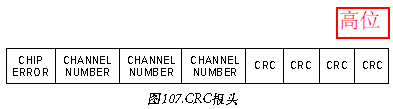 高位
CHIP ERROR CHANNEL NUMBER CHANNEL NUMBER CHANNEL NUMBER CRC CRC CRC CRC
图107.CRC报头